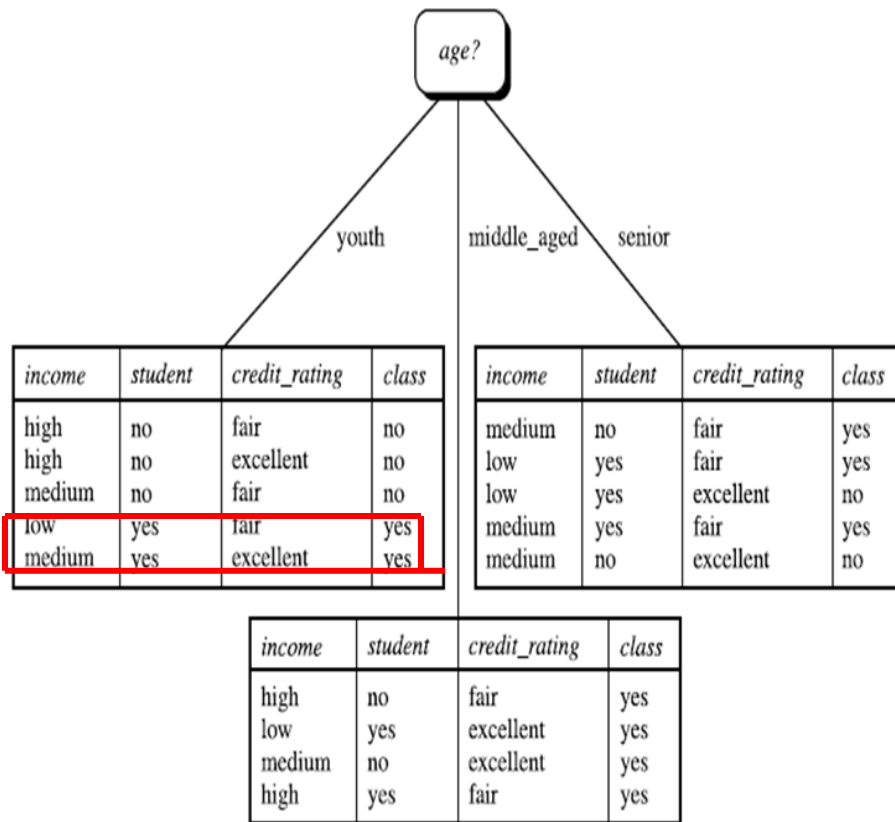 age?
youth middle_aged senior
income student credit_rating class
high no fair no
high no excellent no
medium no fair no
low yes fair yes
medium yes excellent yes
income student credit_rating class
medium no fair yes
low yes fair yes
low yes excellent no
medium yes fair yes
medium no excellent no
income student credit_rating class
high no fair yes
low yes excellent yes
medium no excellent yes
high yes fair yes